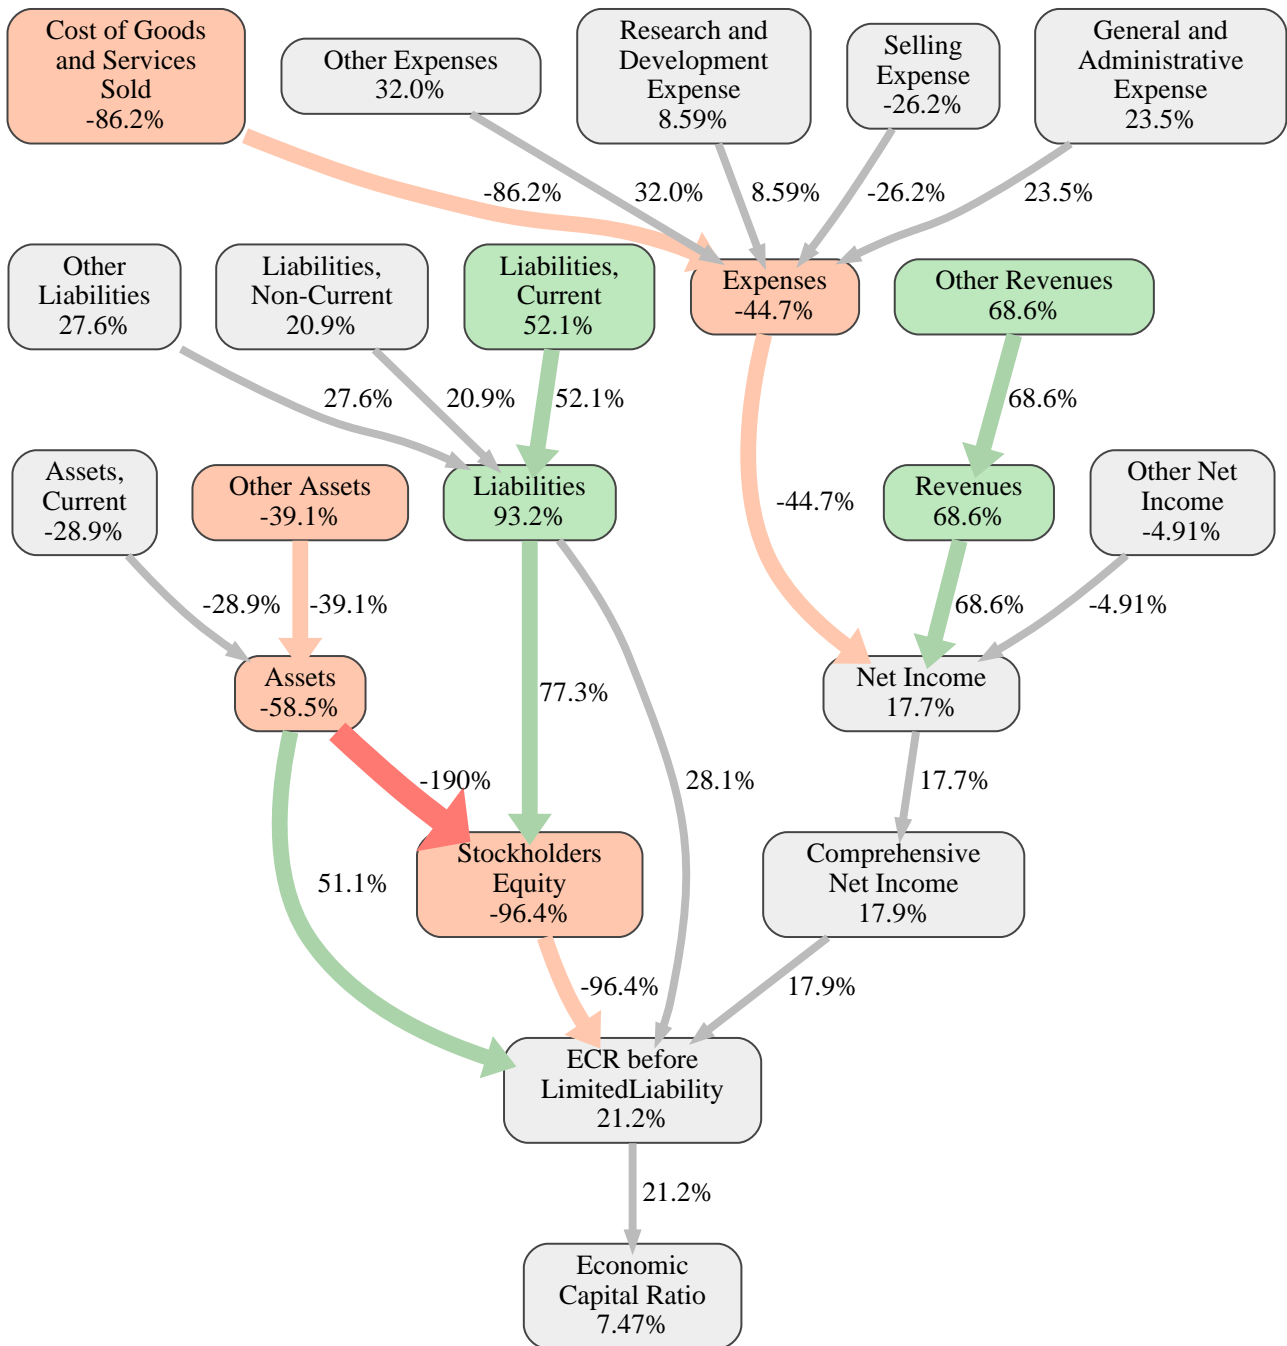 Cost of Goods
and Services
Sold
-86.2%
Other Expenses
32.0%
Research and
Development
Expense
8.59%
Selling
Expense
-26.2%
General and
Administrative
Expense
23.5%
-86.2%
32.0%
8.59%
-26.2%
23.5%
Other
Liabilities
27.6%
Liabilities,
Non-Current
20.9%
Liabilities,
Current
52.1%
Expenses
-44.7%
Other Revenues
68.6%
27.6%
20.9%
52.1%
68.6%
Assets,
Current
-28.9%
Other Assets
-39.1%
Liabilities
93.2%
-44.7%
Revenues
68.6%
Other Net
Income
-4.91%
-28.9%
-39.1%
68.6%
-4.91%
Assets
-58.5%
77.3%
Net Income
17.7%
-190%
28.1%
17.7%
51.1%
Stockholders
Equity
-96.4%
Comprehensive
Net Income
17.9%
-96.4%
17.9%
ECR before
LimitedLiability
21.2%
21.2%
Economic
Capital Ratio
7.47%